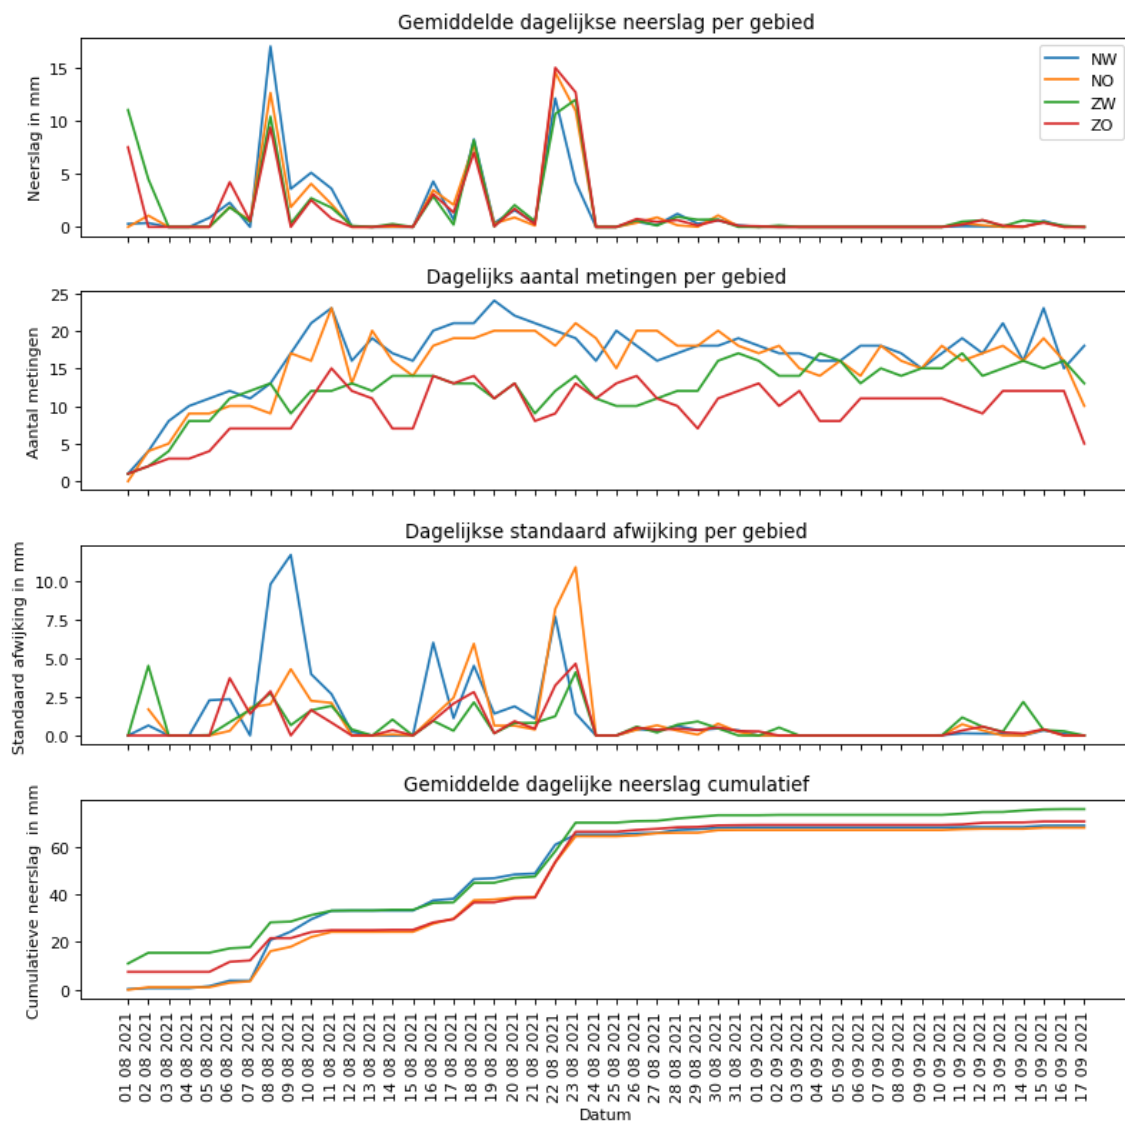 Gemiddelde dagelijkse neerslag per gebied
NW
NO
ZW
ZO
Neerslag in mm
15
10
5
0
Dagelijks aantal metingen per gebied
Aantal metingen
25
20
15
10
5
0
Dagelijkse standaard afwijking per gebied
Standaard afwijking in mm
10.0
7.5
5.0
2.5
0.0
Gemiddelde dagelijke neerslag cumulatief
Cumulatieve neerslag in mm
60
40
20
0
01 08 2021
02 08 2021
03 08 2021
04 08 2021
05 08 2021
06 08 2021
07 08 2021
08 08 2021
09 08 2021
10 08 2021
11 08 2021
12 08 2021
13 08 2021
14 08 2021
15 08 2021
16 08 2021
17 08 2021
18 08 2021
19 08 2021
20 08 2021
21 08 2021
22 08 2021
23 08 2021
24 08 2021
25 08 2021
26 08 2021
27 08 2021
28 08 2021
29 08 2021
30 08 2021
31 08 2021
01 09 2021
02 09 2021
03 09 2021
04 09 2021
05 09 2021
06 09 2021
07 09 2021
08 09 2021
09 09 2021
10 09 2021
11 09 2021
12 09 2021
13 09 2021
14 09 2021
15 09 2021
16 09 2021
17 09 2021
Datum